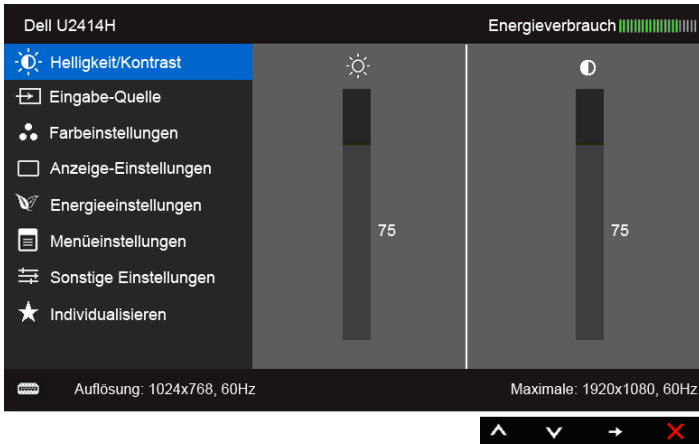 Dell U2414H
Energieverbrauch
Helligkeit/Kontrast
Eingabe-Quelle
Farbeinstellungen
Anzeige-Einstellungen
Energieeinstellungen
Menüeinstellungen
Sonstige Einstellungen
Individualisieren
75
75
Auflösung: 1024x768, 60Hz
Maximale: 1920x1080, 60Hz